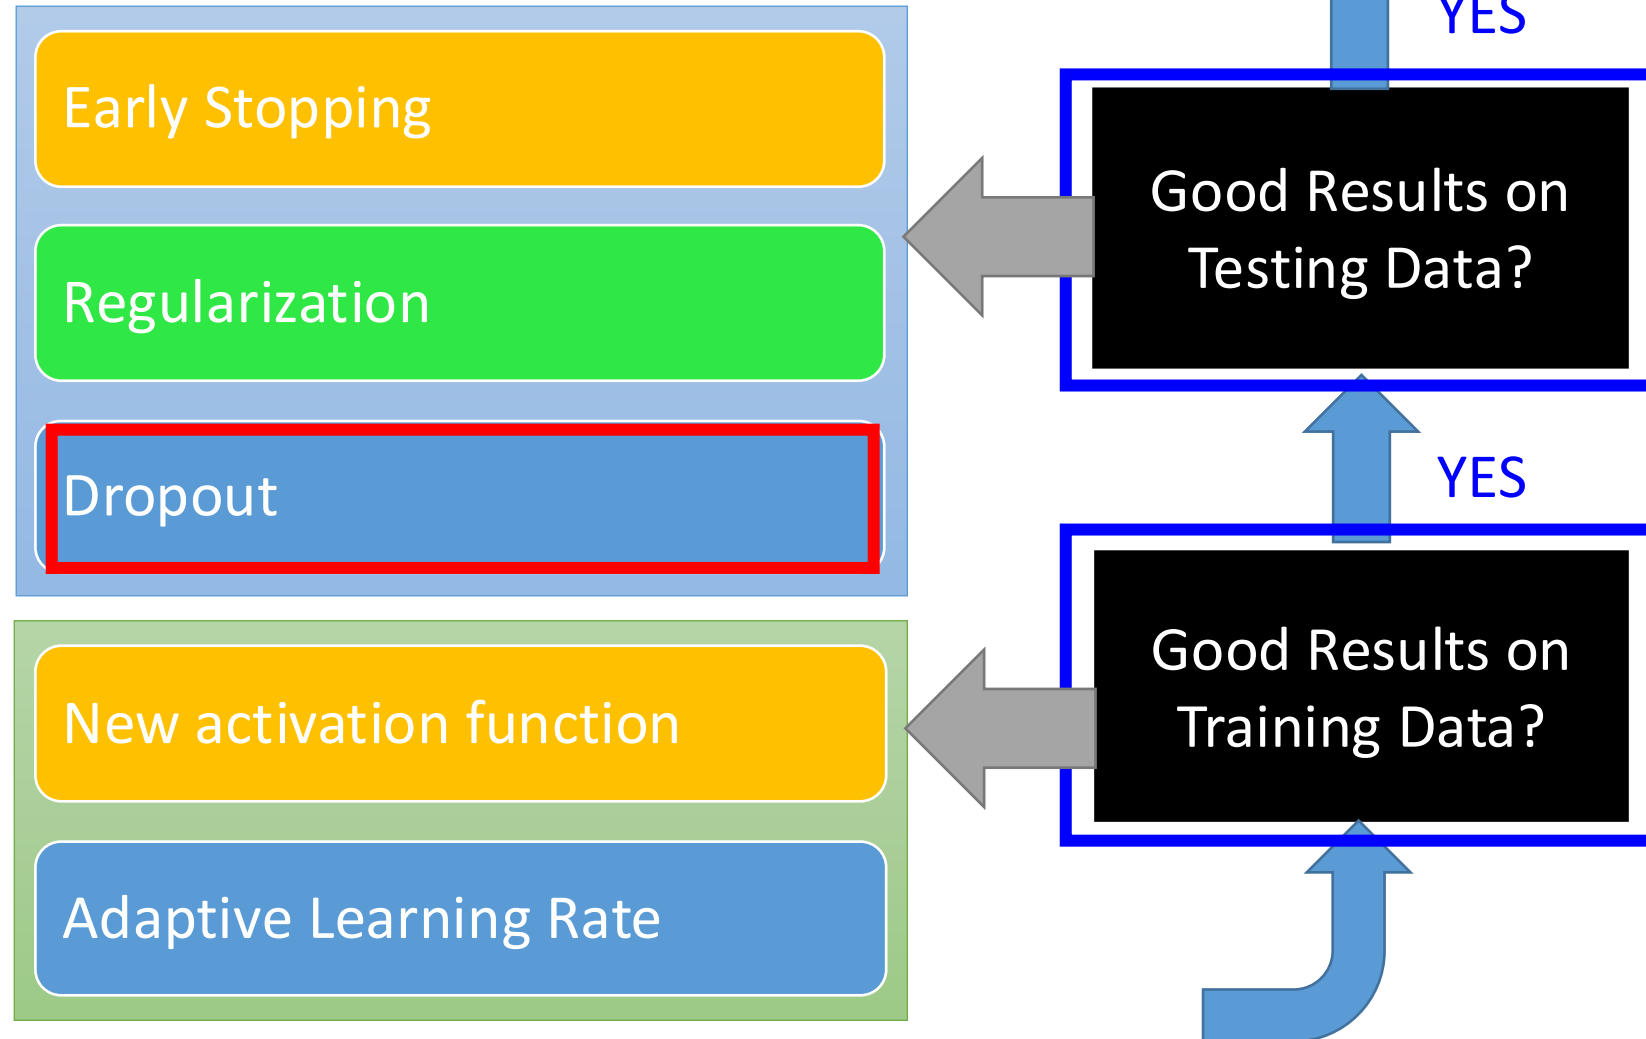 YES
Early Stopping
Good Results on
Testing Data?
Regularization
Dropout
YES
New activation function
Good Results on
Training Data?
Adaptive Learning Rate